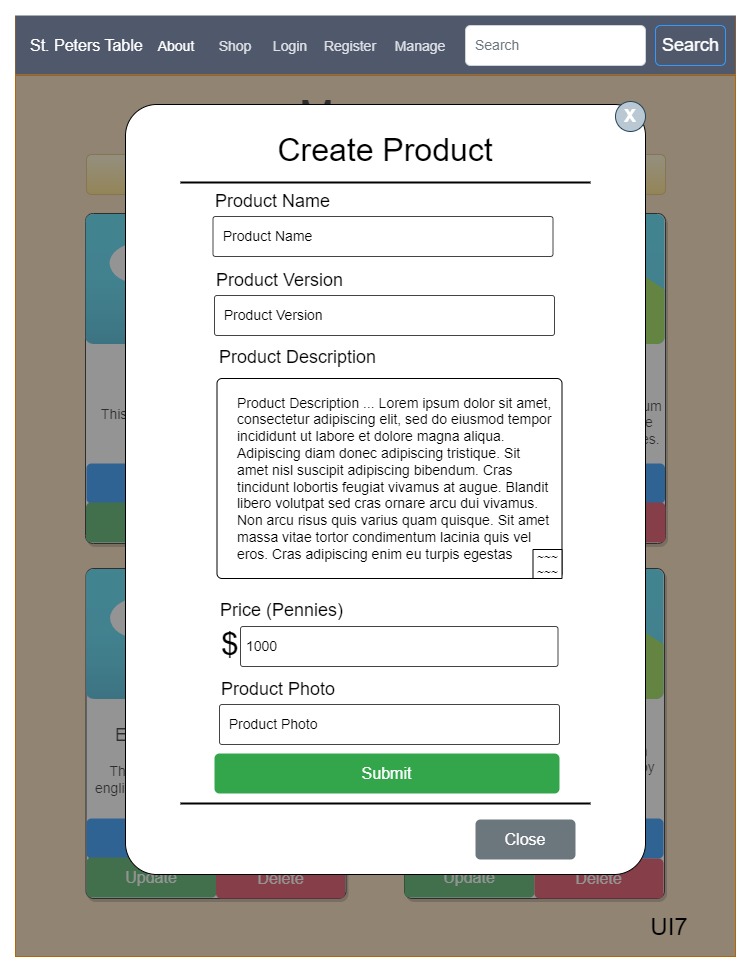 St. Peters Table About Shop Login Register Manage Search Search
X
Create Product
Product Name
Product Name
Product Version
Product Version
Product Description
Product Description ... Lorem ipsum dolor sit amet,
consectetur adipiscing elit, sed do eiusmod tempor
incididunt ut labore et dolore magna aliqua.
Adipiscing diam donec adipiscing tristique. Sit
amet nisl suscipit adipiscing bibendum. Cras
tincidunt lobortis feugiat vivamus at augue. Blandit
libero volutpat sed cras ornare arcu dui vivamus.
Non arcu risus quis varius quam quisque. Sit amet
massa vitae tortor condimentum lacinia quis vel
eros. Cras adipiscing enim eu turpis egestas
~~~
~~~
Price (Pennies)
$ 1000
Product Photo
Product Photo
Submit
Close
This
Update Delete Update Delete
UI7